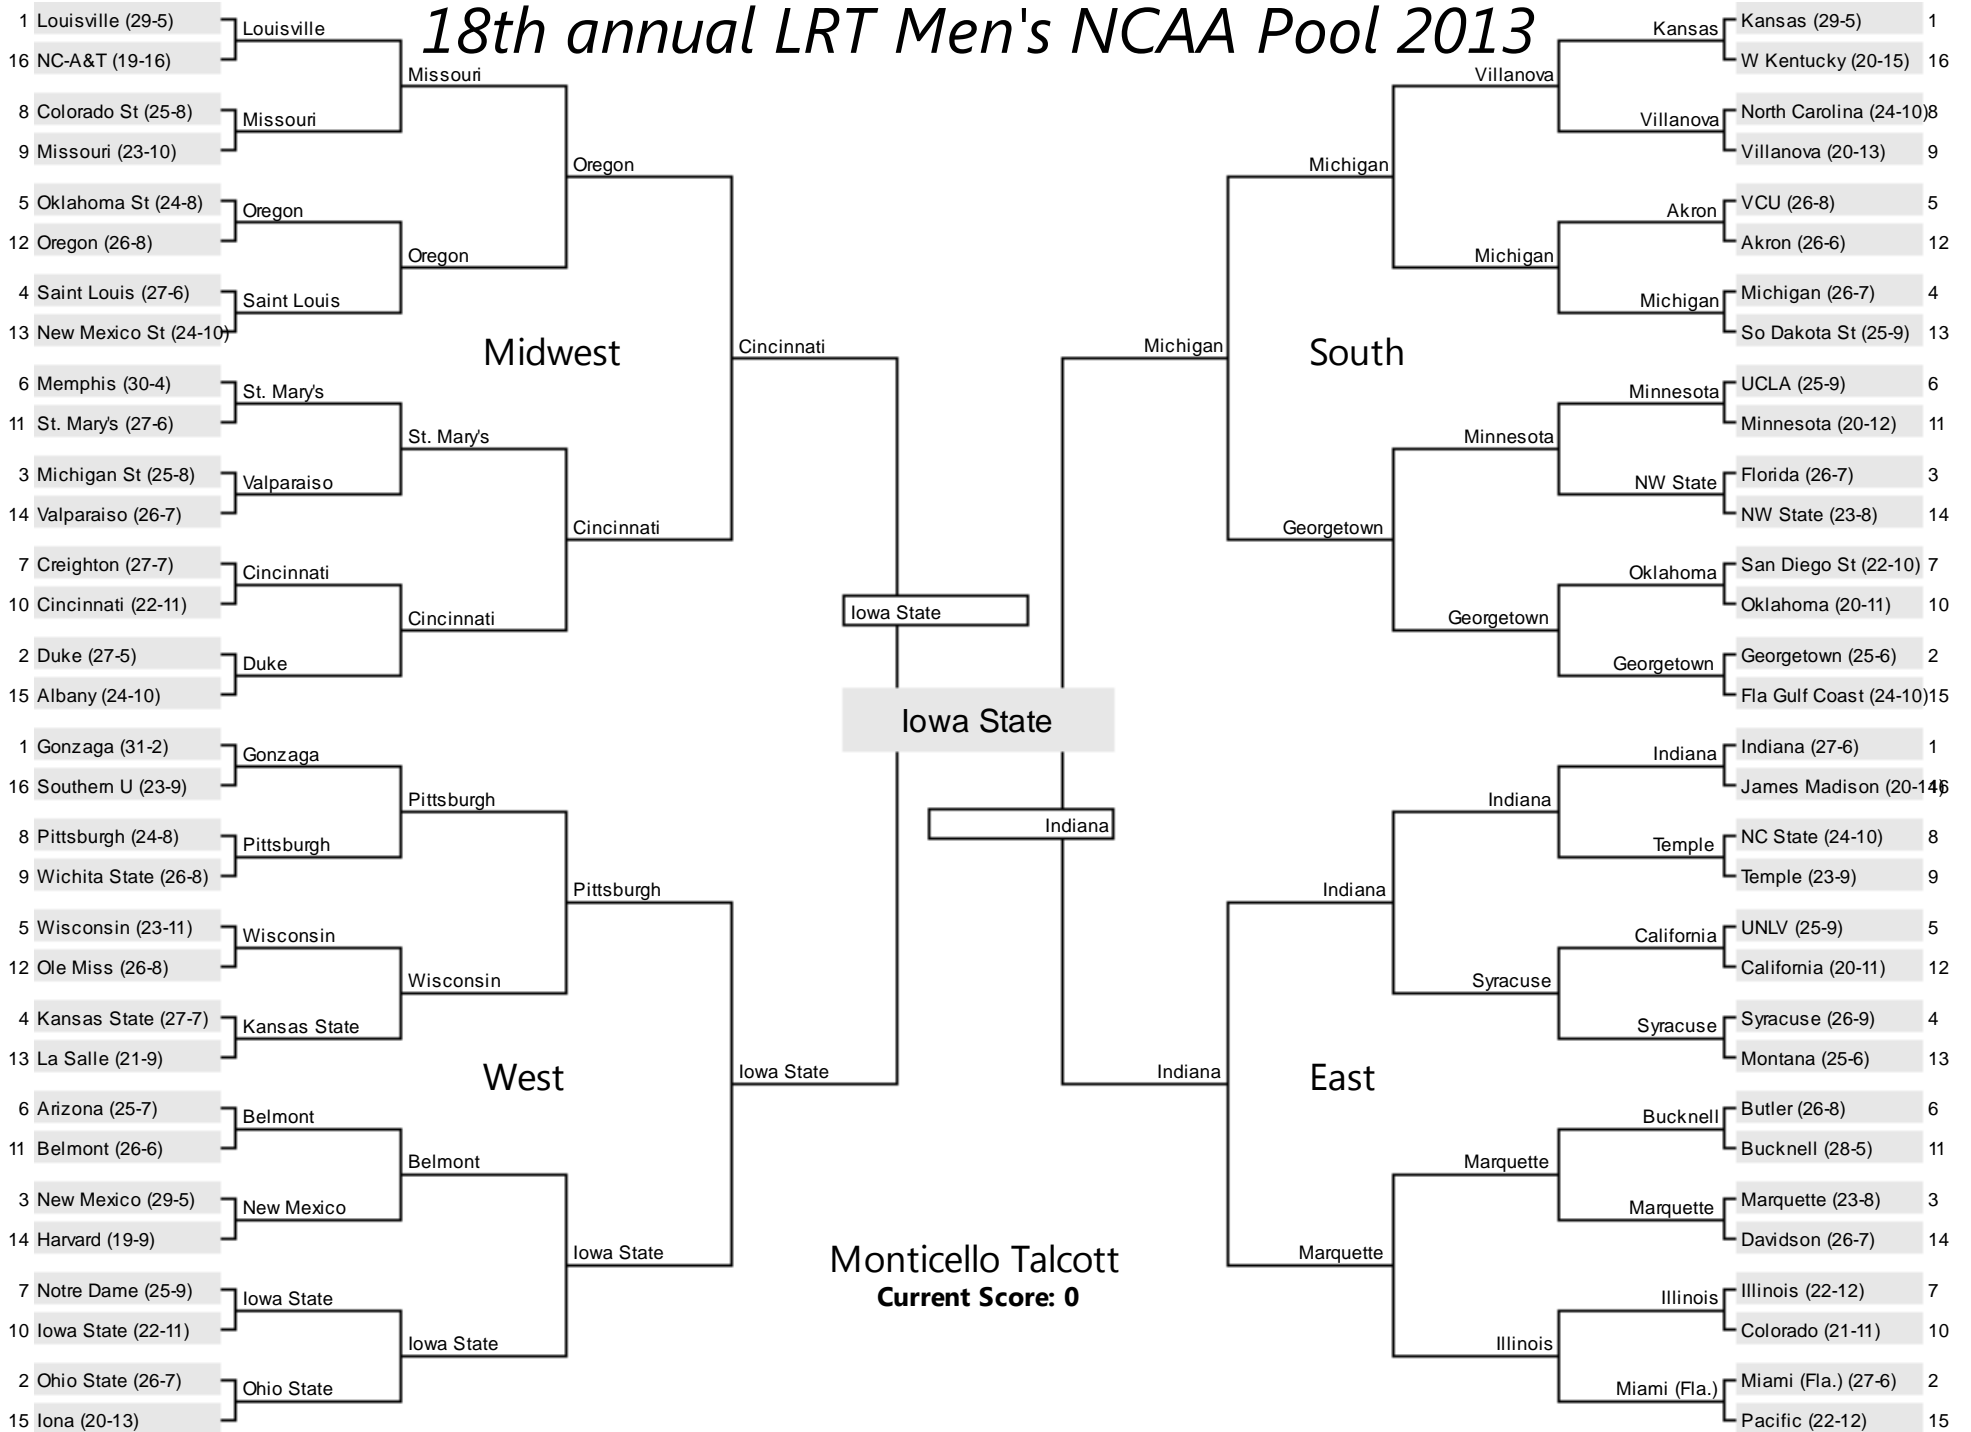 18th annual LRT Men's NCAA Pool 2013
1 Louisville (29-5)
16 NC-A&T (19-16)
8 Colorado St (25-8)
9 Missouri (23-10)
5 Oklahoma St (24-8)
12 Oregon (26-8)
4 Saint Louis (27-6)
13 New Mexico St (24-10)
6 Memphis (30-4)
11 St. Mary's (27-6)
3 Michigan St (25-8)
14 Valparaiso (26-7)
7 Creighton (27-7)
10 Cincinnati (22-11)
2 Duke (27-5)
15 Albany (24-10)
1 Gonzaga (31-2)
16 Southern U (23-9)
8 Pittsburgh (24-8)
9 Wichita State (26-8)
5 Wisconsin (23-11)
12 Ole Miss (26-8)
4 Kansas State (27-7)
13 La Salle (21-9)
6 Arizona (25-7)
11 Belmont (26-6)
3 New Mexico (29-5)
14 Harvard (19-9)
7 Notre Dame (25-9)
10 Iowa State (22-11)
2 Ohio State (26-7)
15 Iona (20-13)
Louisville
Missouri
Oregon
Saint Louis
St. Mary's
Valparaiso
Cincinnati
Duke
Gonzaga
Pittsburgh
Wisconsin
Kansas State
Belmont
New Mexico
Iowa State
Ohio State
Missouri
Oregon
St. Mary's
Cincinnati
Pittsburgh
Wisconsin
Belmont
Iowa State
Oregon
Cincinnati
Pittsburgh
Iowa State
Midwest
West
Cincinnati
Iowa State
Iowa State
Iowa State
Indiana
Monticello Talcott
Current Score: 0
Michigan
Indiana
South
East
Michigan
Georgetown
Indiana
Marquette
Villanova
Michigan
Minnesota
Georgetown
Indiana
Syracuse
Marquette
Illinois
Kansas
Villanova
Akron
Michigan
Minnesota
NW State
Oklahoma
Georgetown
Indiana
Temple
California
Syracuse
Bucknell
Marquette
Illinois
Miami (Fla.)
Kansas (29-5) 1
W Kentucky (20-15) 16
North Carolina (24-10) 8
Villanova (20-13) 9
VCU (26-8) 5
Akron (26-6) 12
Michigan (26-7) 4
So Dakota St (25-9) 13
UCLA (25-9) 6
Minnesota (20-12) 11
Florida (26-7) 3
NW State (23-8) 14
San Diego St (22-10) 7
Oklahoma (20-11) 10
Georgetown (25-6) 2
Fla Gulf Coast (24-10) 15
Indiana (27-6) 1
James Madison (20-14) 16
NC State (24-10) 8
Temple (23-9) 9
UNLV (25-9) 5
California (20-11) 12
Syracuse (26-9) 4
Montana (25-6) 13
Butler (26-8) 6
Bucknell (28-5) 11
Marquette (23-8) 3
Davidson (26-7) 14
Illinois (22-12) 7
Colorado (21-11) 10
Miami (Fla.) (27-6) 2
Pacific (22-12) 15